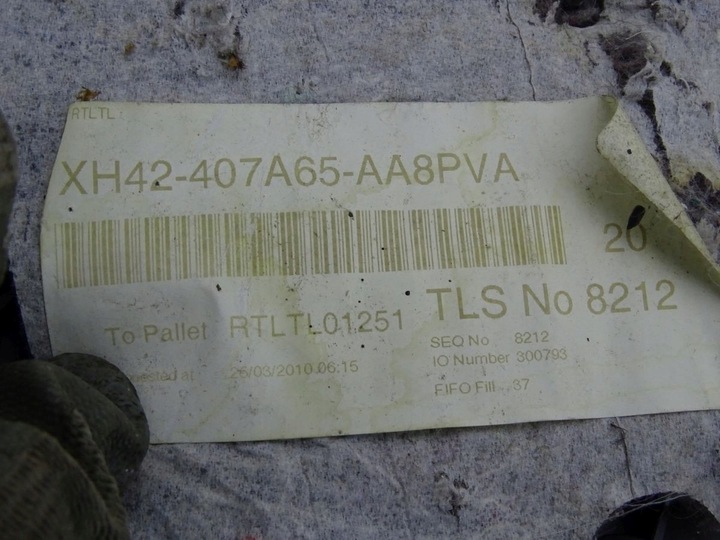 RTLTL
XH42-407A65-AA8PVA
20
To Pallet RTLTL01251
TLS No 8212
SEQ No 8212
IO Number 300793
at 26/03/2010 06:15
FIFO Fill 37